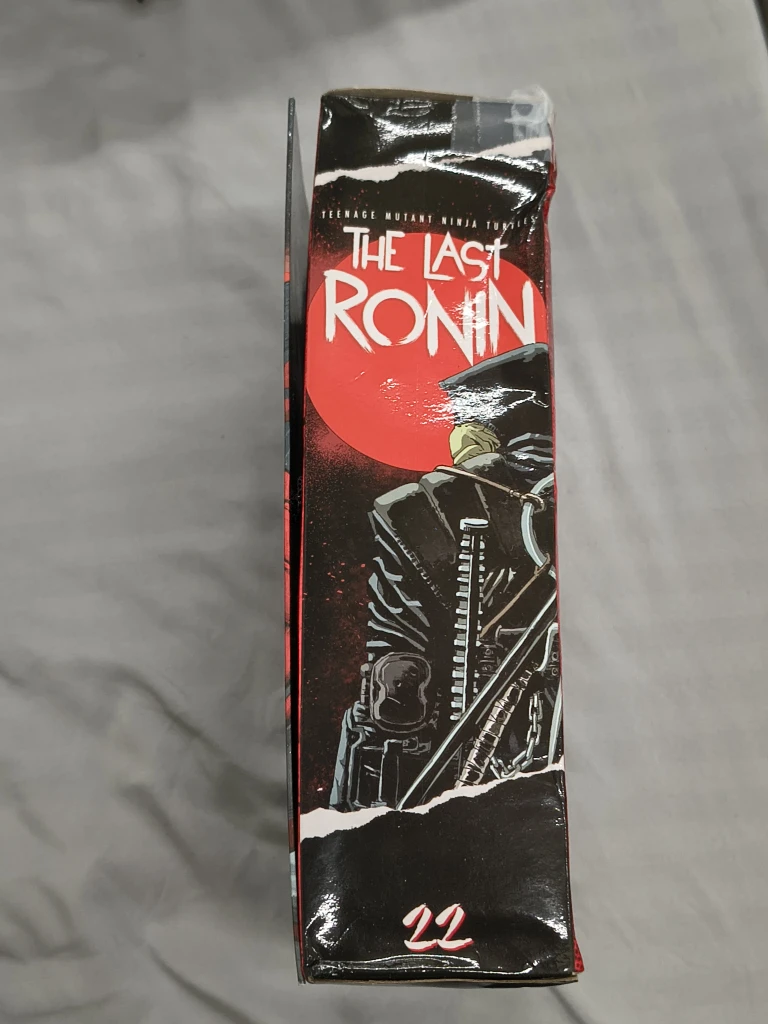 TEENAGE MUTANT NINJA TURTLES
THE LAST
RONIN
22